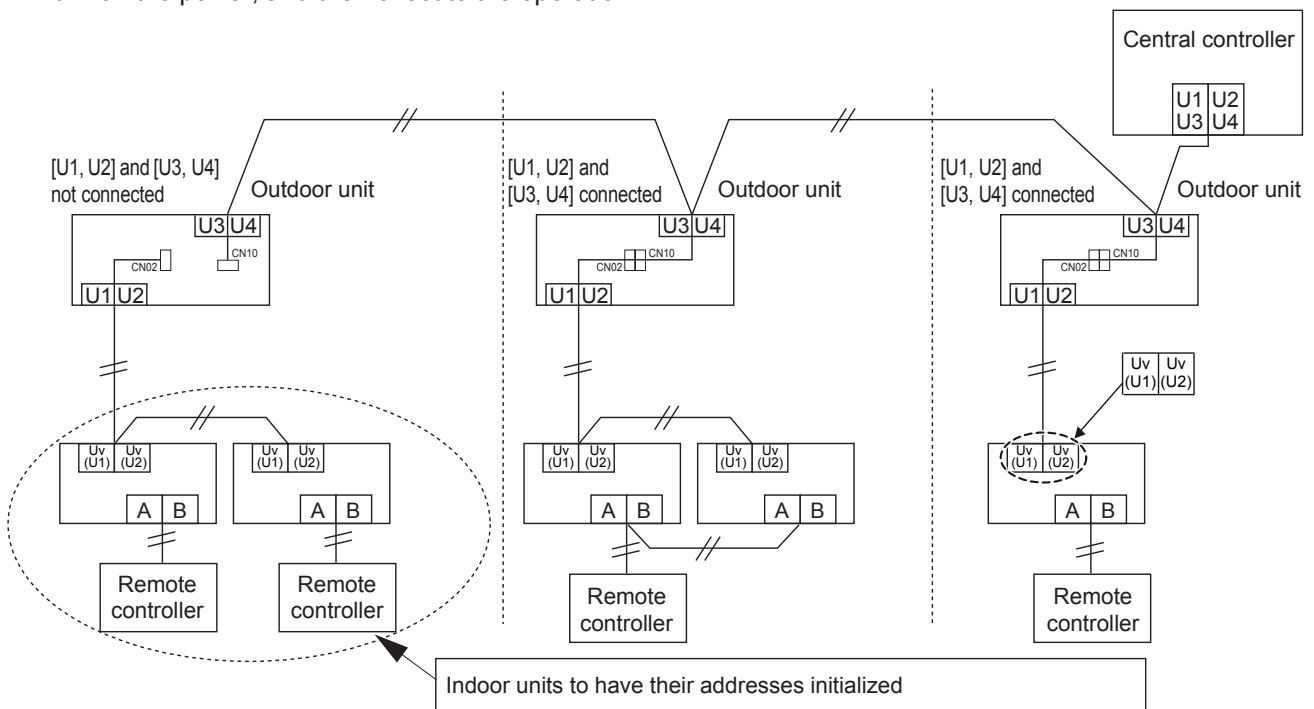 Central controller
U1 U2
U3 U4
[U1, U2] and [U3, U4]
not connected
Outdoor unit
[U1, U2] and
[U3, U4] connected
Outdoor unit
[U1, U2] and
[U3, U4] connected
Outdoor unit
U3 U4
CN02
CN10
U1 U2
U3 U4
CN02
CN10
U1 U2
U3 U4
CN02
CN10
U1 U2
Uv Uv
(U1) (U2)
Uv Uv
(U1) (U2)
Uv Uv
(U1) (U2)
Uv Uv
(U1) (U2)
Uv Uv
(U1) (U2)
Uv Uv
(U1) (U2)
A B
A B
A B
A B
A B
Remote
controller
Remote
controller
Remote
controller
Remote
controller
Indoor units to have their addresses initialized